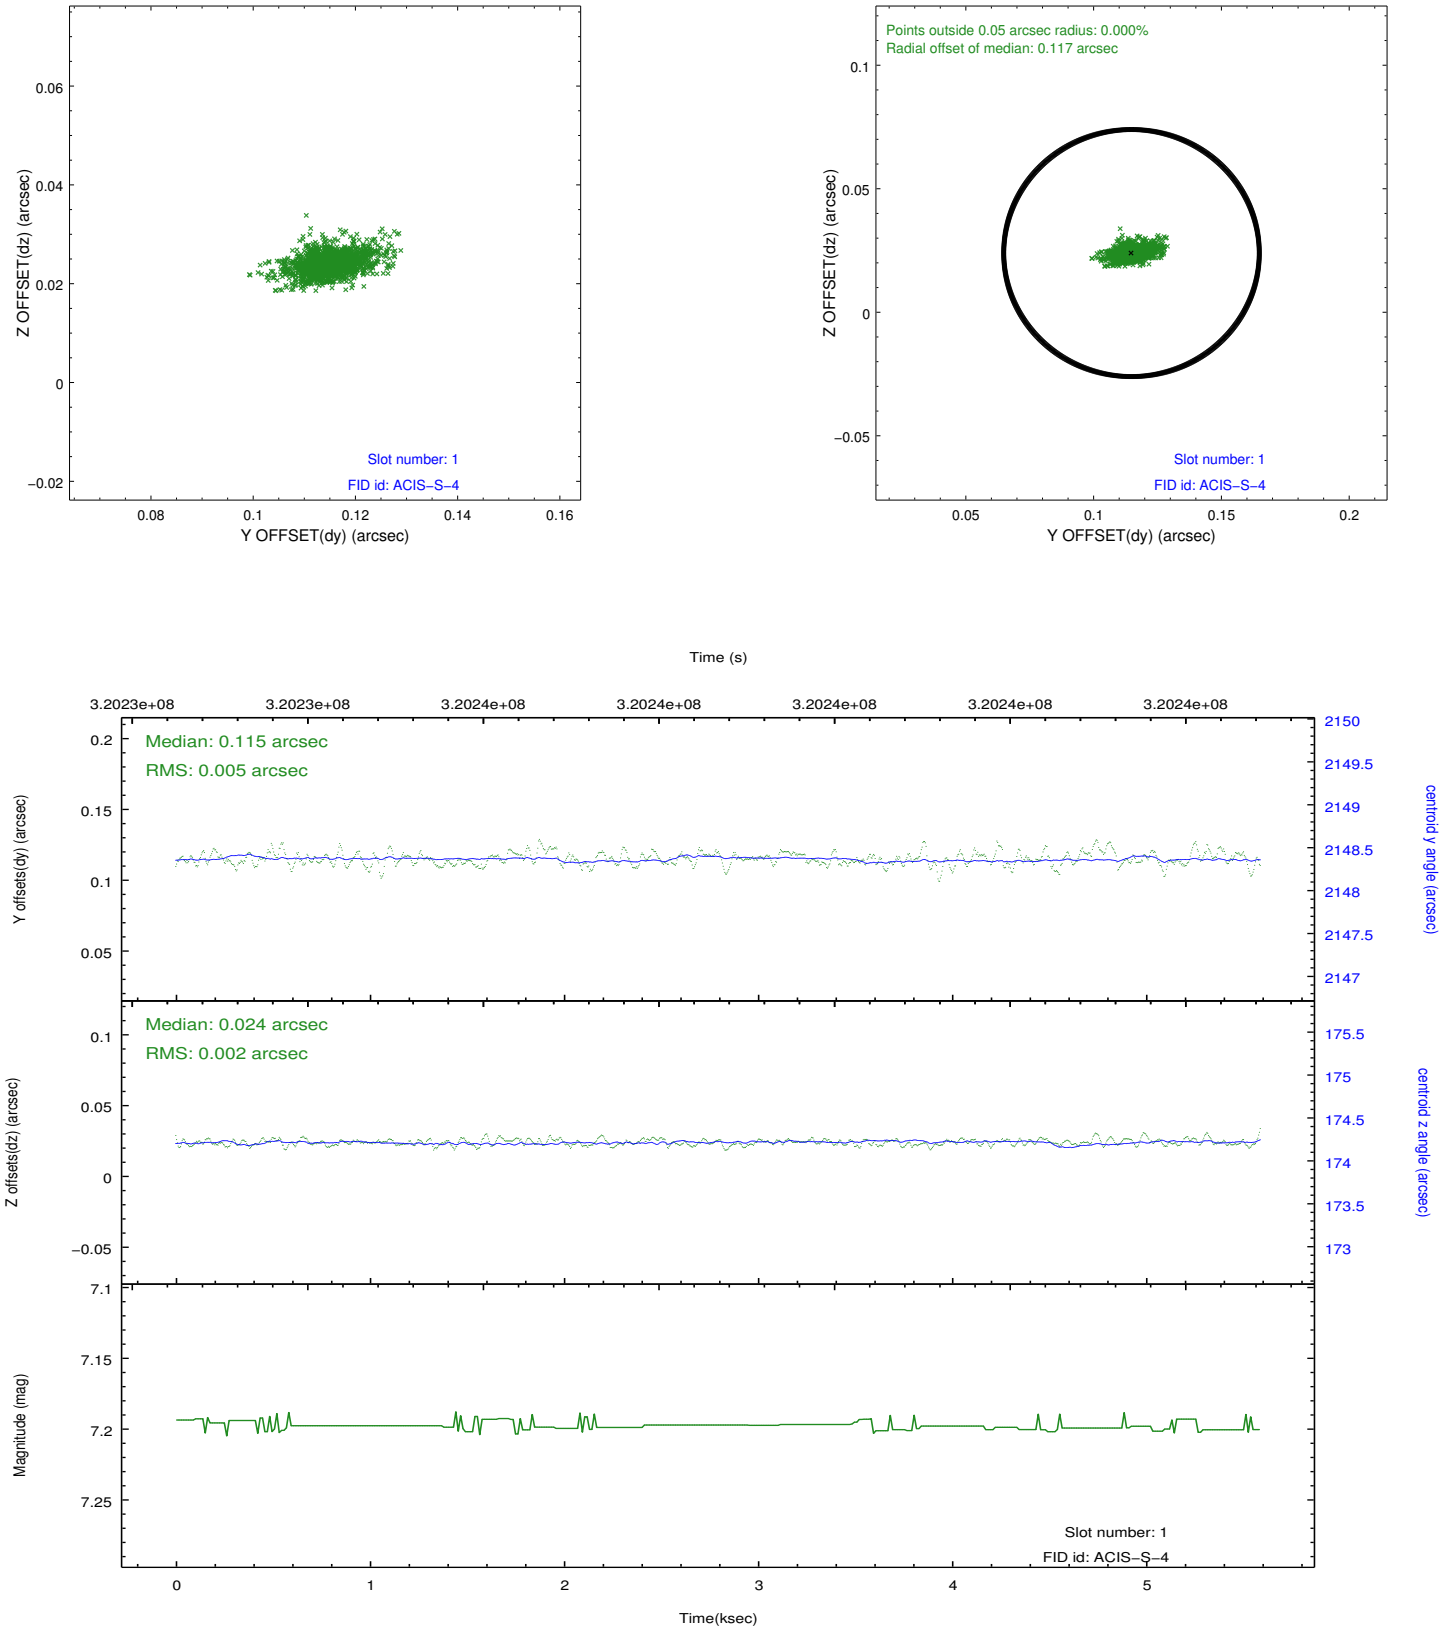 0.06
0.04
0.02
0
−0.02
Z OFFSET(dz) (arcsec)
Slot number: 1
FID id: ACIS−S−4
0.08
0.1
0.12
0.14
0.16
Y OFFSET(dy) (arcsec)
Points outside 0.05 arcsec radius: 0.000%
Radial offset of median: 0.117 arcsec
0.1
0.05
0
−0.05
Z OFFSET(dz) (arcsec)
Slot number: 1
FID id: ACIS−S−4
0.05
0.1
0.15
0.2
Y OFFSET(dy) (arcsec)
Time (s)
3.2023e+08
3.2023e+08
3.2024e+08
3.2024e+08
3.2024e+08
3.2024e+08
3.2024e+08
Median: 0.115 arcsec
RMS: 0.005 arcsec
0.2
0.15
0.1
0.05
Y offsets(dy) (arcsec)
2150
2149.5
2149
2148.5
2148
2147.5
2147
centroid y angle (arcsec)
Median: 0.024 arcsec
RMS: 0.002 arcsec
0.1
0.05
0
−0.05
Z offsets(dz) (arcsec)
175.5
175
174.5
174
173.5
173
centroid z angle (arcsec)
7.1
7.15
7.2
7.25
Magnitude (mag)
Slot number: 1
FID id: ACIS−S−4
0
1
2
3
4
5
Time(ksec)